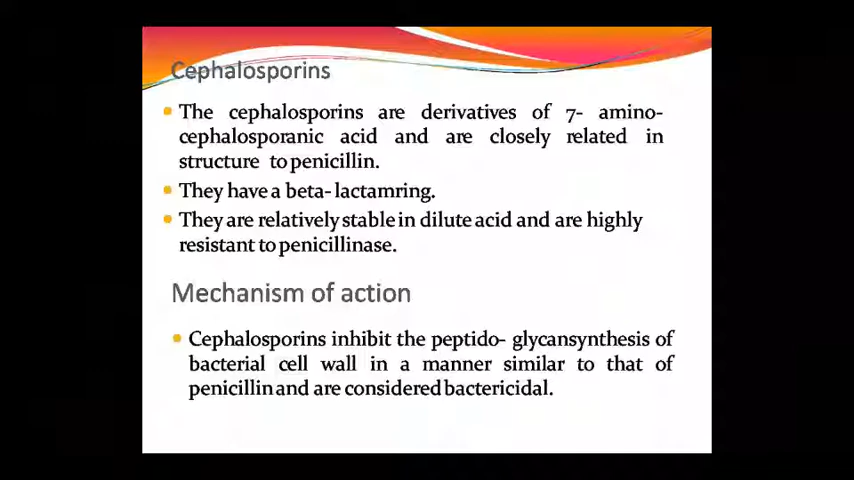 Cephalosporins
The cephalosporins are derivatives of 7- amino-
cephalosporanic acid and are closely related in
structure to penicillin.
They have a beta- lactamring.
They are relatively stable in dilute acid and are highly
resistant to penicillinase.
Mechanism of action
Cephalosporins inhibit the peptido- glycansynthesis of
bacterial cell wall in a manner similar to that of
penicillin and are considered bactericidal.